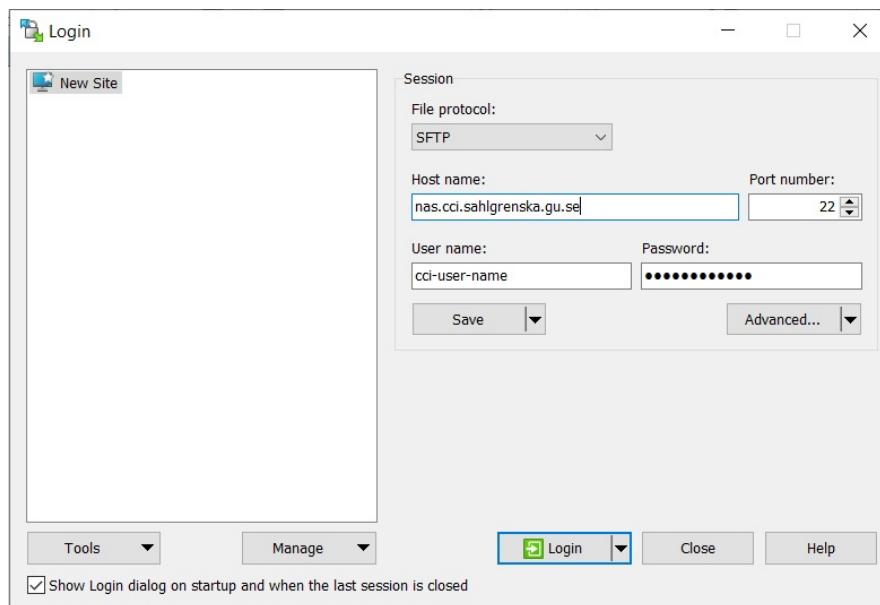 Login
New Site
Session
File protocol:
SFTP
Host name:
Port number:
nas.cci.sahlgrenska.gu.se
22
User name:
Password:
cci-user-name
••••••••••••
Save
Advanced...
Tools
Manage
Login
Close
Help
Show Login dialog on startup and when the last session is closed